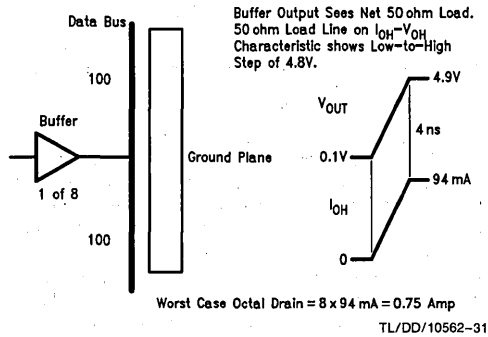 Data Bus
Buffer Output Sees Net 50 ohm Load.
50 ohm Load Line on IOH-VOH
Characteristic shows Low-to-High
Step of 4.8V.
100
Buffer
1 of 8
100
Ground Plane
VOUT
4.9V
4 ns
0.1V
94 mA
IOH
0
Worst Case Octal Drain = 8 x 94 mA = 0.75 Amp
TL/DD/10562-31